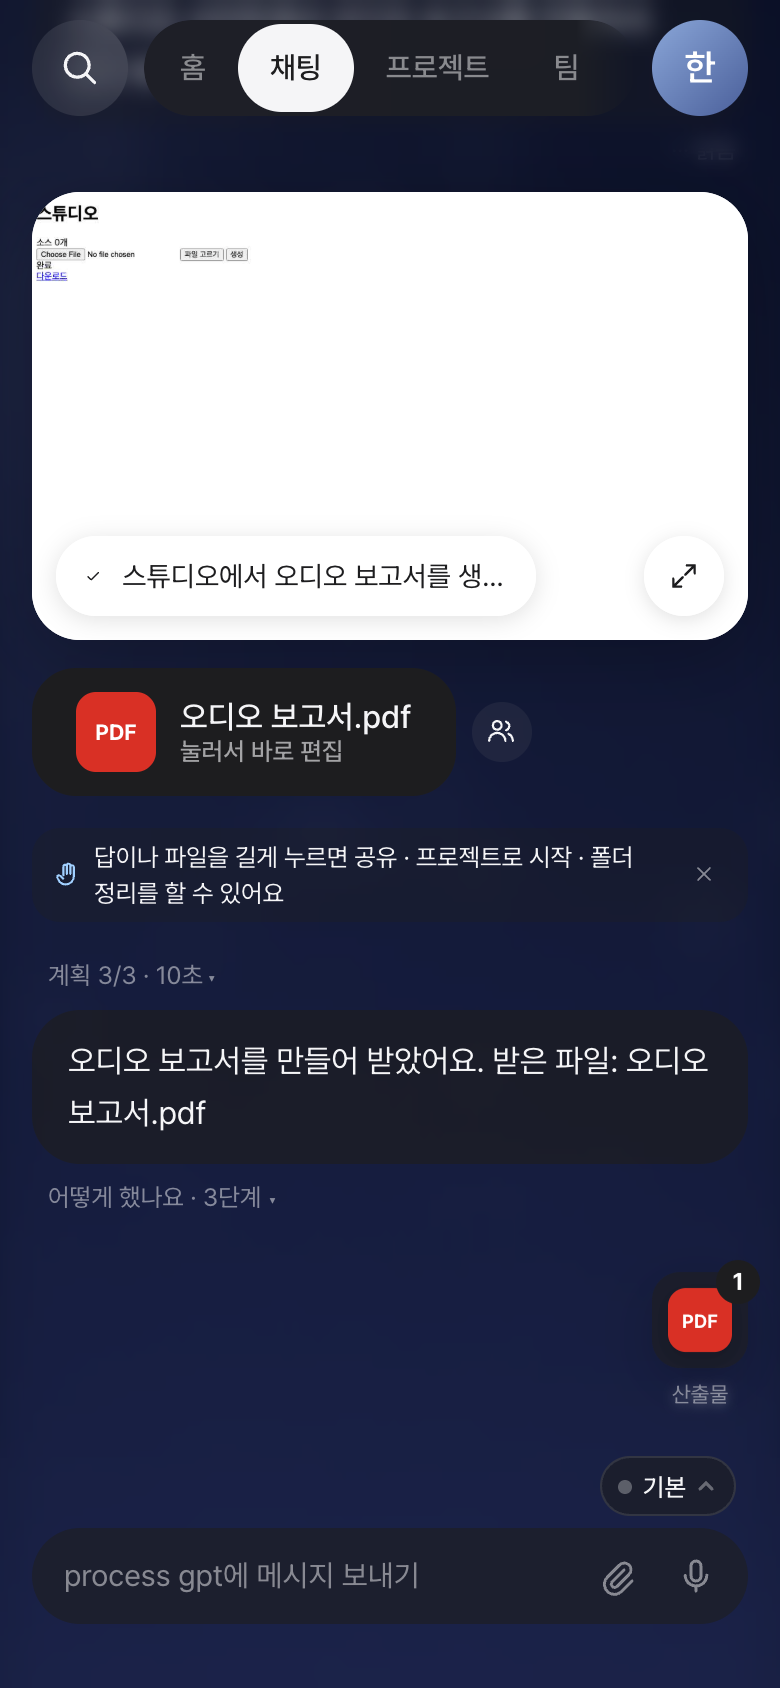 홈
채팅
프로젝트
팀
한
스튜디오
소스 0개
Choose File No file chosen 파일 고르기 생성
완료
다운로드
스튜디오에서 오디오 보고서를 생...
PDF
오디오 보고서.pdf
눌러서 바로 편집
답이나 파일을 길게 누르면 공유 · 프로젝트로 시작 · 폴더
정리를 할 수 있어요
계획 3/3 · 10초
오디오 보고서를 만들어 받았어요. 받은 파일: 오디오
보고서.pdf
어떻게 했나요 · 3단계
1
PDF
산출물
기본
process gpt에 메시지 보내기